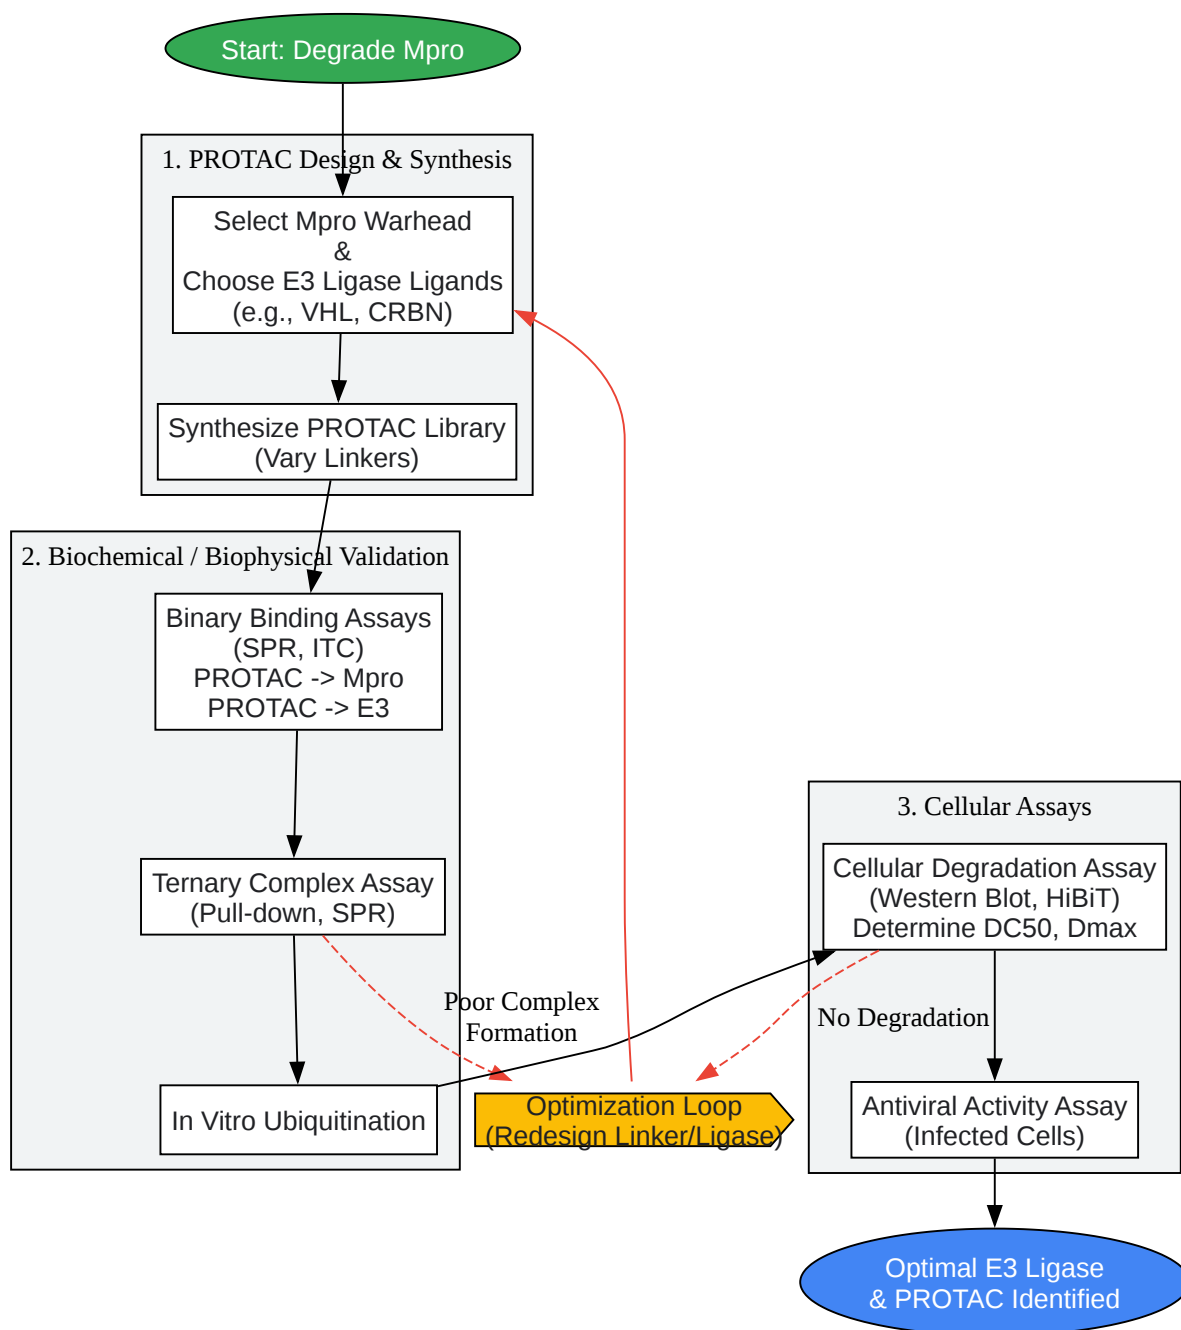 Start: Degrade Mpro
1. PROTAC Design & Synthesis
Select Mpro Warhead
&
Choose E3 Ligase Ligands
(e.g., VHL, CRBN)
Synthesize PROTAC Library
(Vary Linkers)
2. Biochemical / Biophysical Validation
Binary Binding Assays
(SPR, ITC)
PROTAC -> Mpro
PROTAC -> E3
Ternary Complex Assay
(Pull-down, SPR)
Poor Complex
Formation
In Vitro Ubiquitination
Optimization Loop
(Redesign Linker/Ligase)
3. Cellular Assays
Cellular Degradation Assay
(Western Blot, HiBiT)
Determine DC50, Dmax
No Degradation
Antiviral Activity Assay
(Infected Cells)
Optimal E3 Ligase
& PROTAC Identified